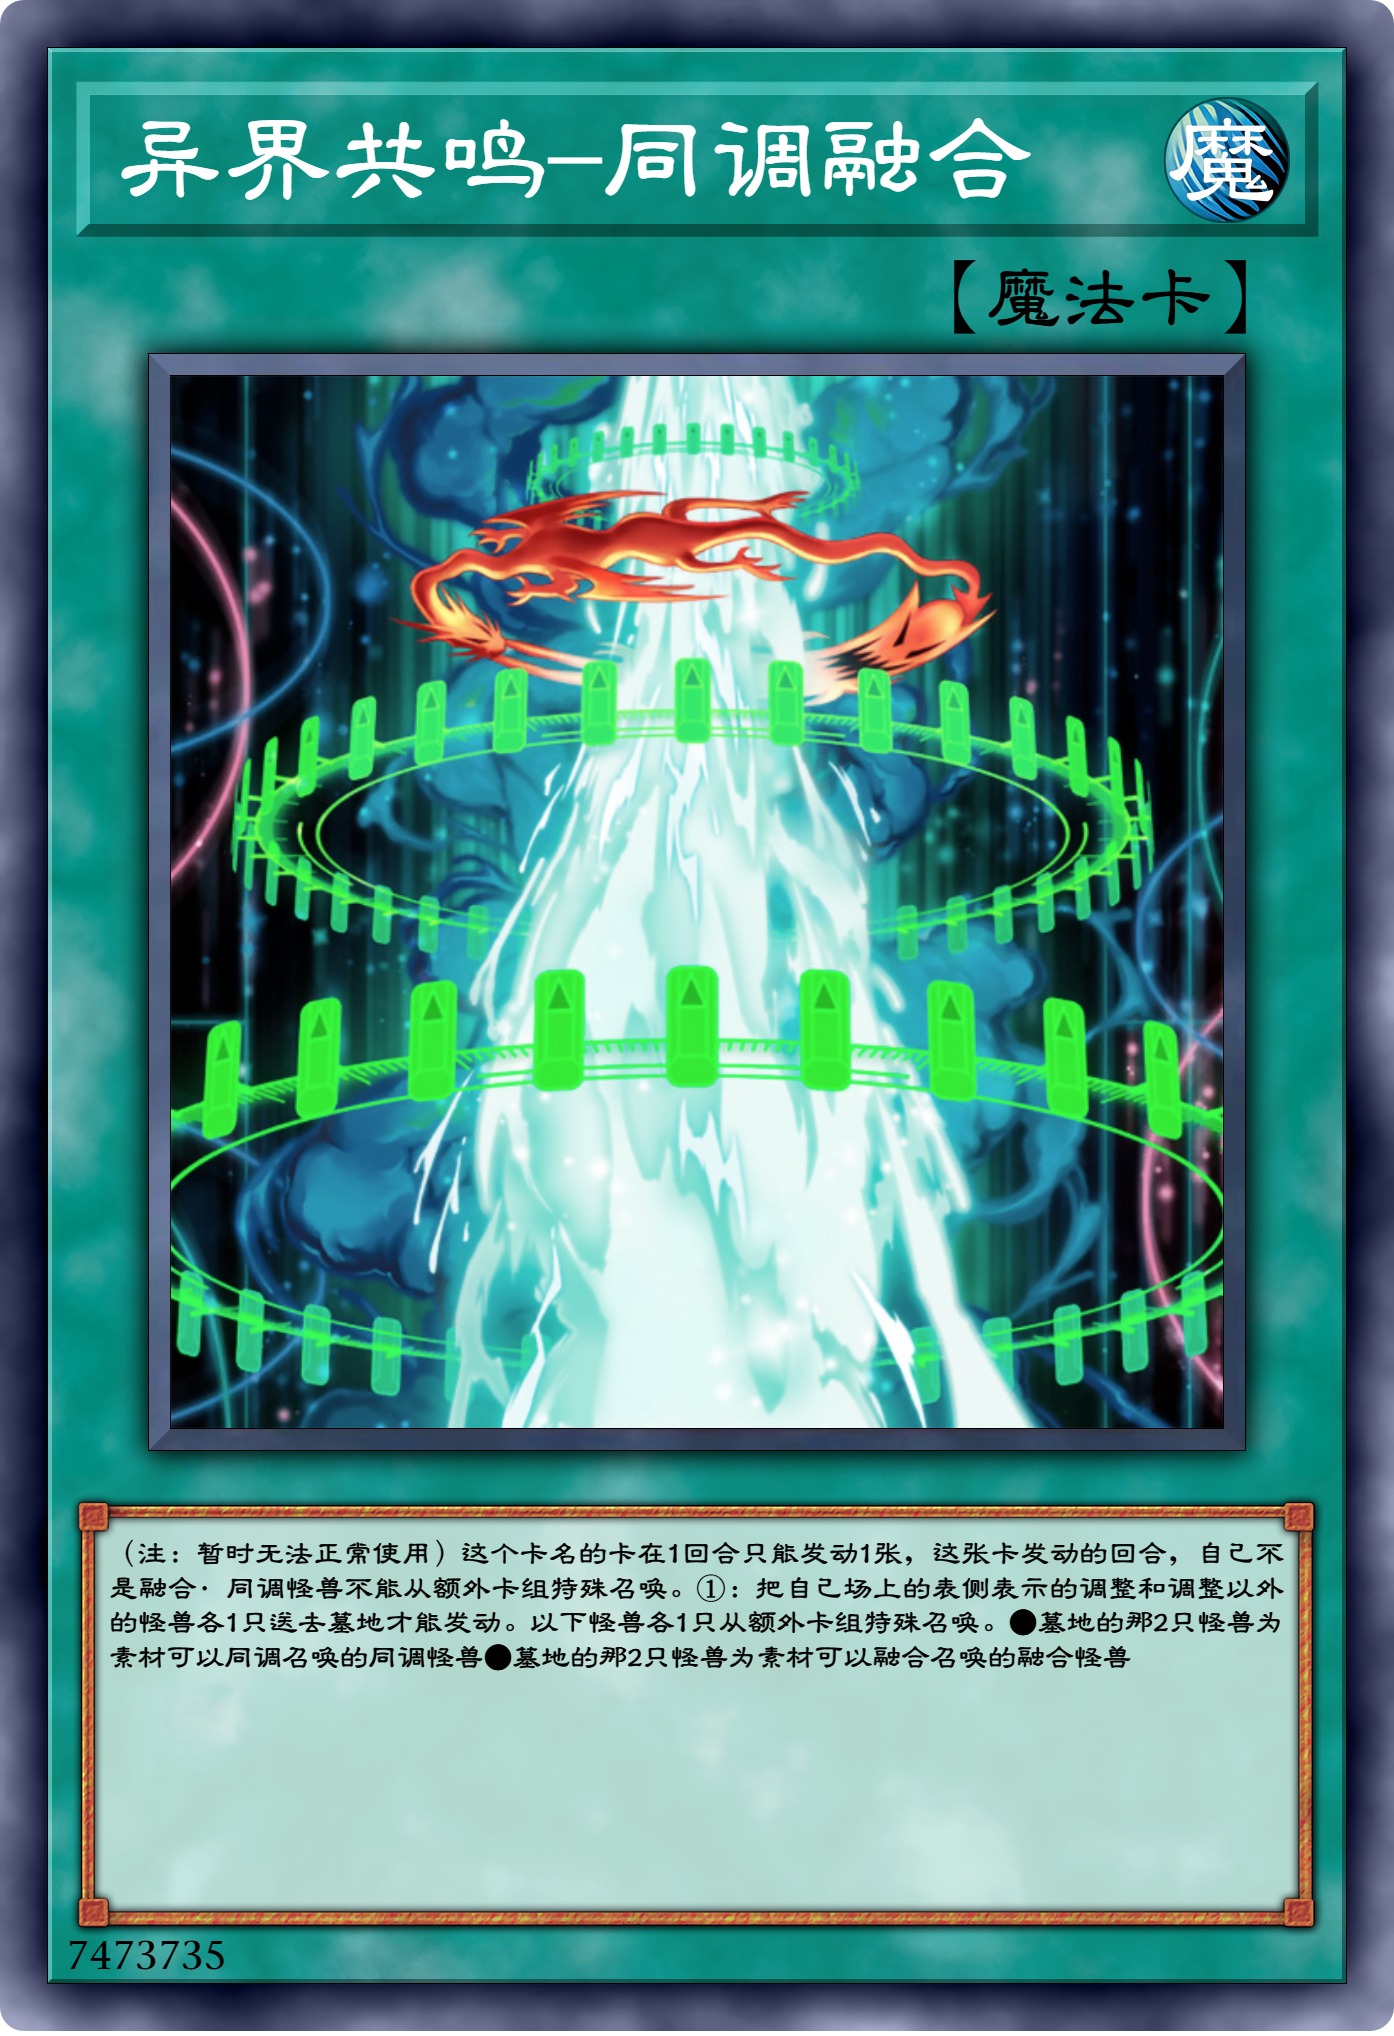 异界共鸣-同调融合
魔
【魔法卡】
（注：暂时无法正常使用）这个卡名的卡在1回合只能发动1张，这张卡发动的回合，自己不
是融合·同调怪兽不能从额外卡组特殊召唤。①：把自己场上的表侧表示的调整和调整以外
的怪兽各1只送去墓地才能发动。以下怪兽各1只从额外卡组特殊召唤。●墓地的那2只怪兽为
素材可以同调召唤的同调怪兽●墓地的那2只怪兽为素材可以融合召唤的融合怪兽
7473735